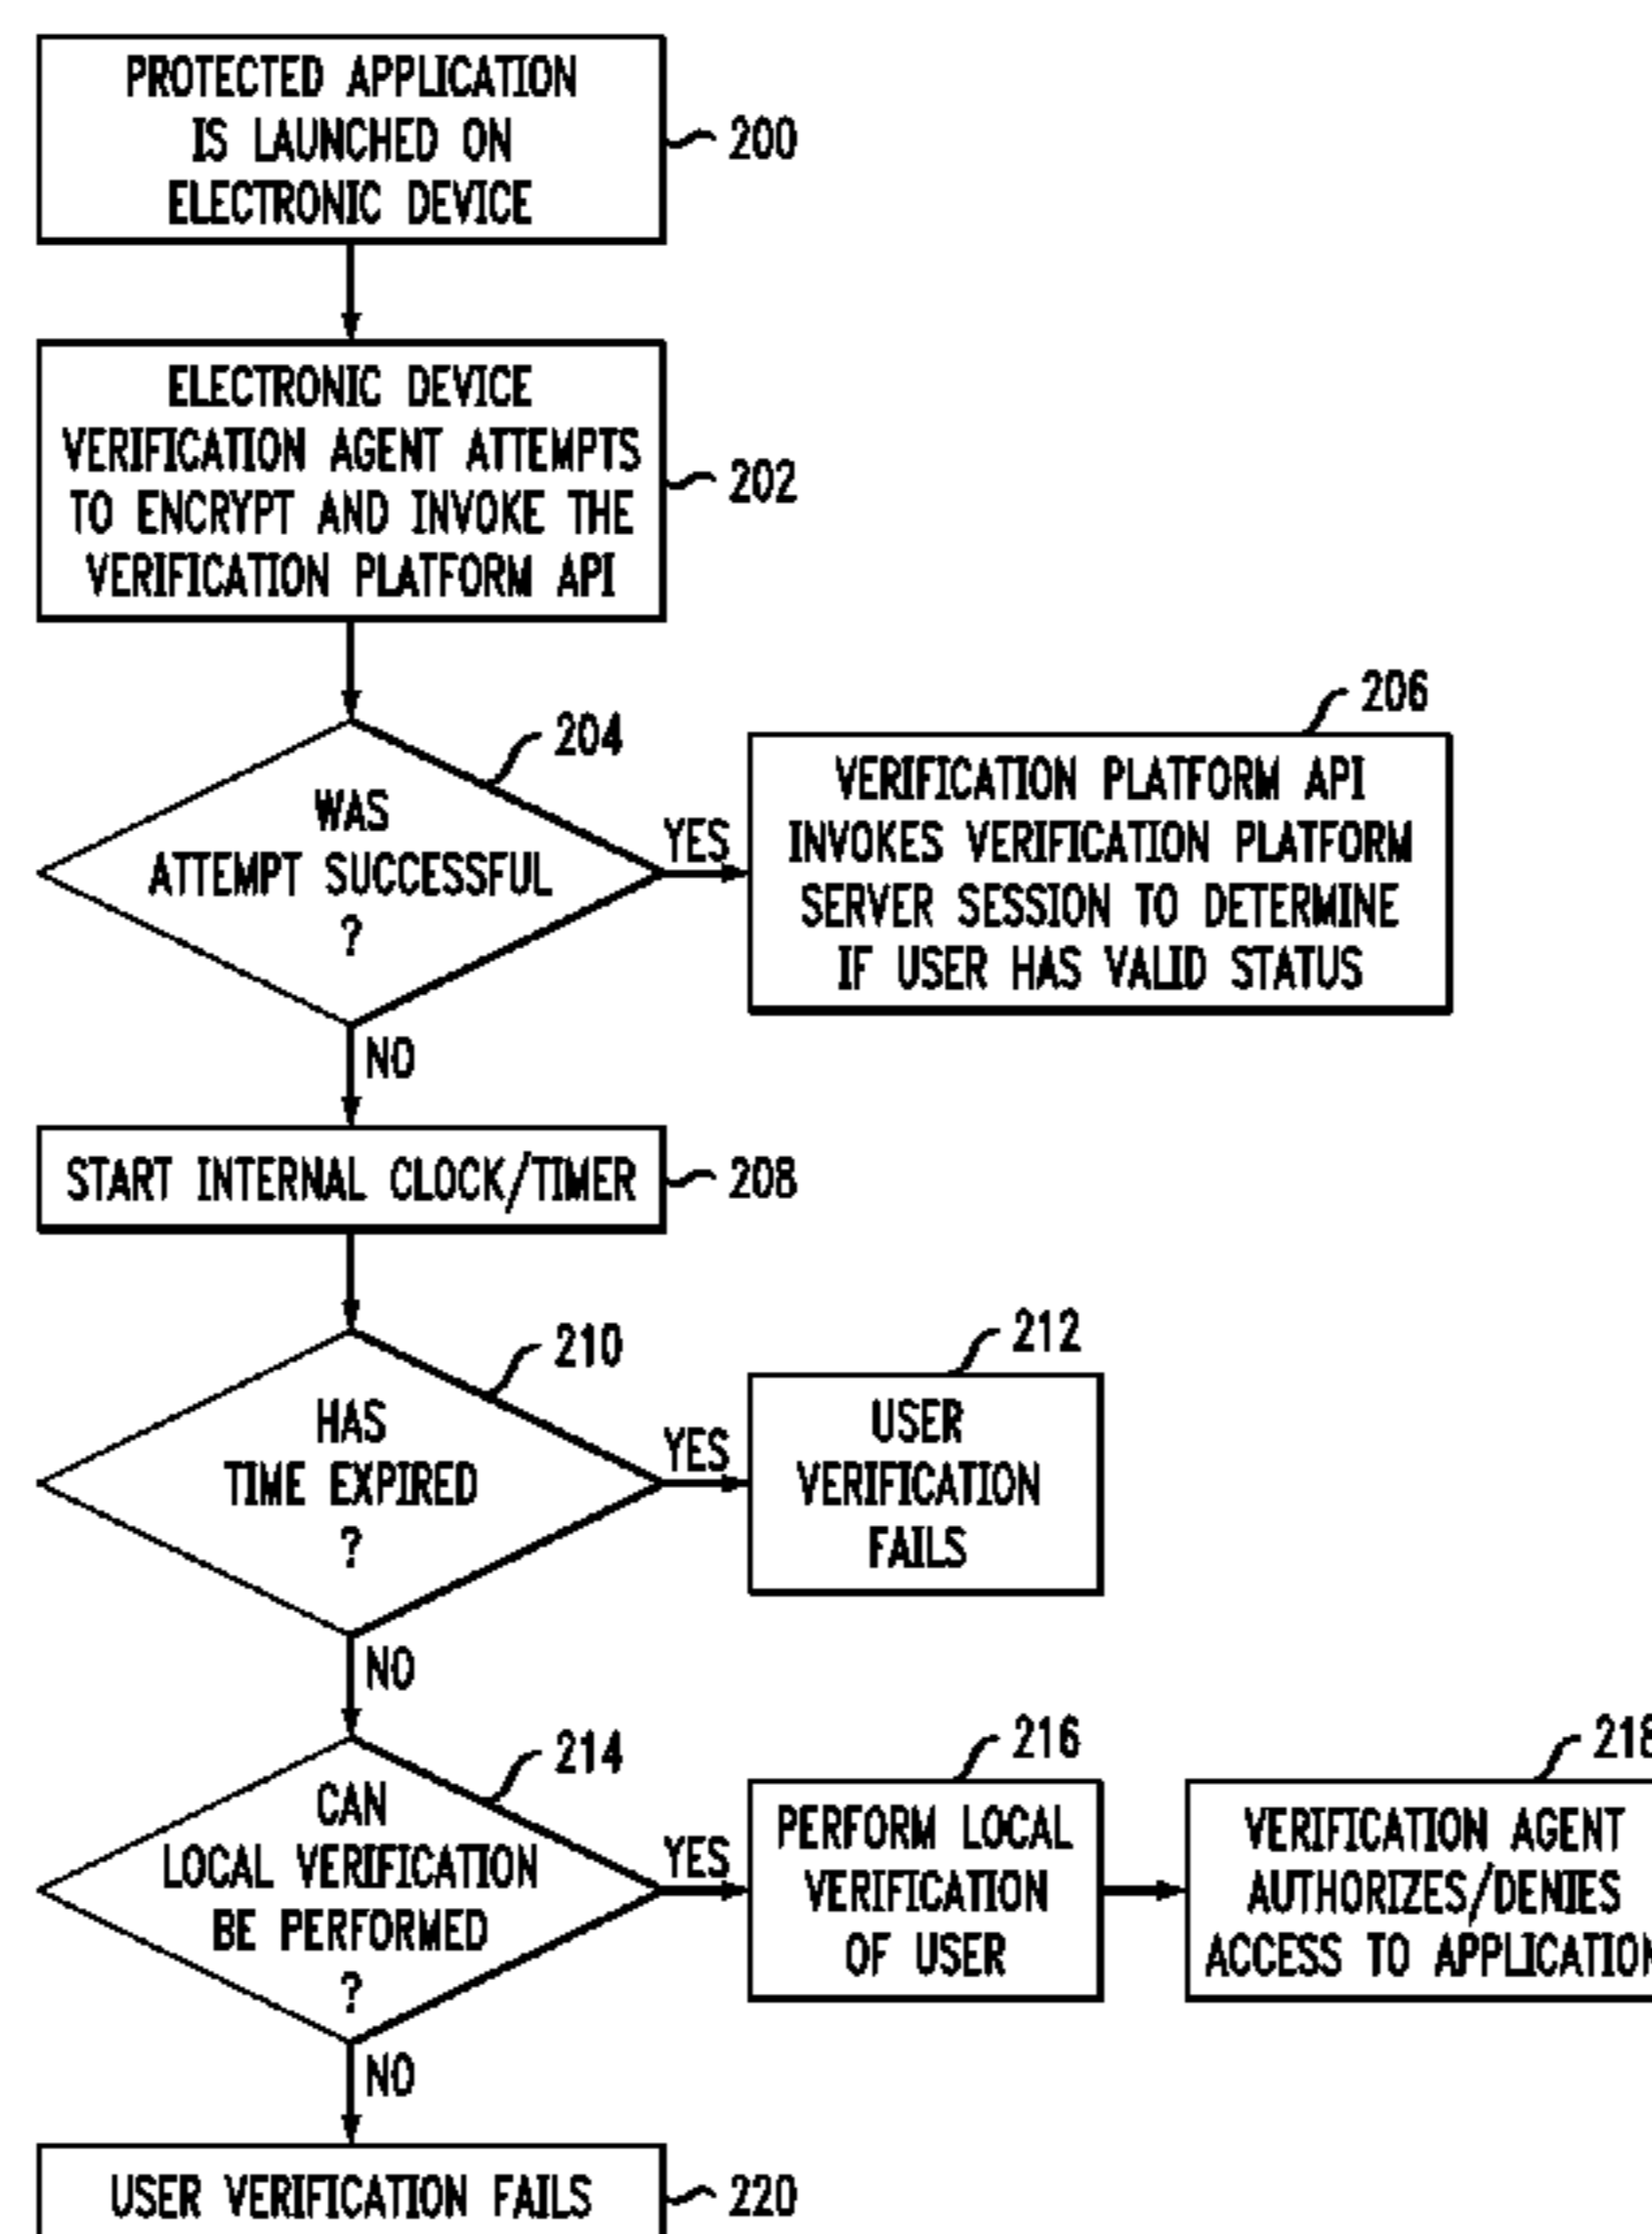 PROTECTED APPLICATION
IS LAUNCHED ON
ELECTRONIC DEVICE
200
ELECTRONIC DEVICE
VERIFICATION AGENT ATTEMPTS
TO ENCRYPT AND INVOKE THE
VERIFICATION PLATFORM API
202
204
WAS
ATTEMPT SUCCESSFUL
?
YES
206
VERIFICATION PLATFORM API
INVOKES VERIFICATION PLATFORM
SERVER SESSION TO DETERMINE
IF USER HAS VALID STATUS
NO
START INTERNAL CLOCK/TIMER
208
210
HAS
TIME EXPIRED
?
YES
212
USER
VERIFICATION
FAILS
NO
214
CAN
LOCAL VERIFICATION
BE PERFORMED
?
YES
216
PERFORM LOCAL
VERIFICATION
OF USER
218
VERIFICATION AGENT
AUTHORIZES/DENIES
ACCESS TO APPLICATION
NO
USER VERIFICATION FAILS
220